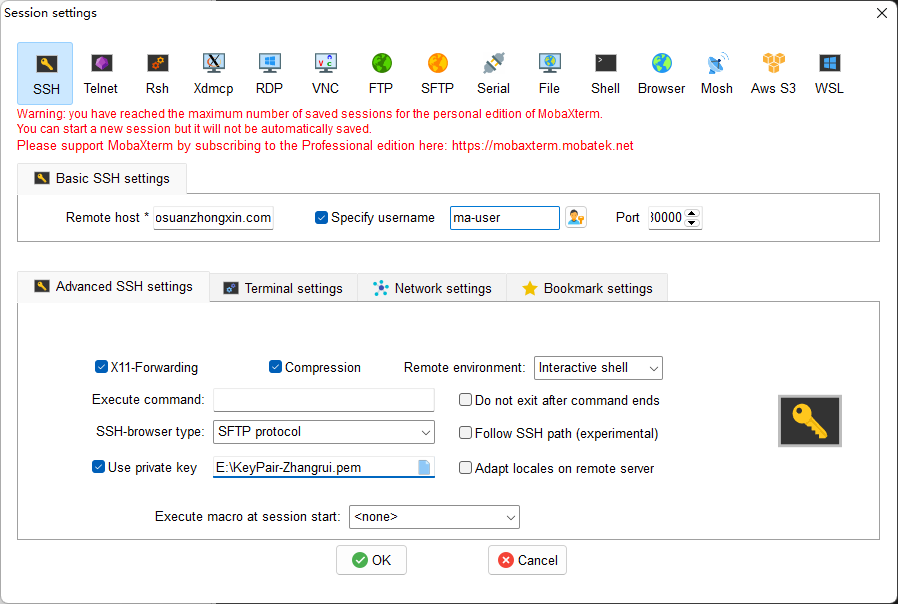 Session settings
SSH Telnet Rsh Xdmcp RDP VNC FTP SFTP Serial File Shell Browser Mosh Aws S3 WSL
Warning: you have reached the maximum number of saved sessions for the personal edition of MobaXterm.
You can start a new session but it will not be automatically saved.
Please support MobaXterm by subscribing to the Professional edition here: https://mobaxterm.mobatek.net
Basic SSH settings
Remote host * osuanzhongxin.com Specify username ma-user Port 30000
Advanced SSH settings Terminal settings Network settings Bookmark settings
X11-Forwarding Compression Remote environment: Interactive shell
Execute command: Do not exit after command ends
SSH-browser type: SFTP protocol Follow SSH path (experimental)
Use private key E:\KeyPair-Zhangrui.pem Adapt locales on remote server
Execute macro at session start: <none>
OK Cancel